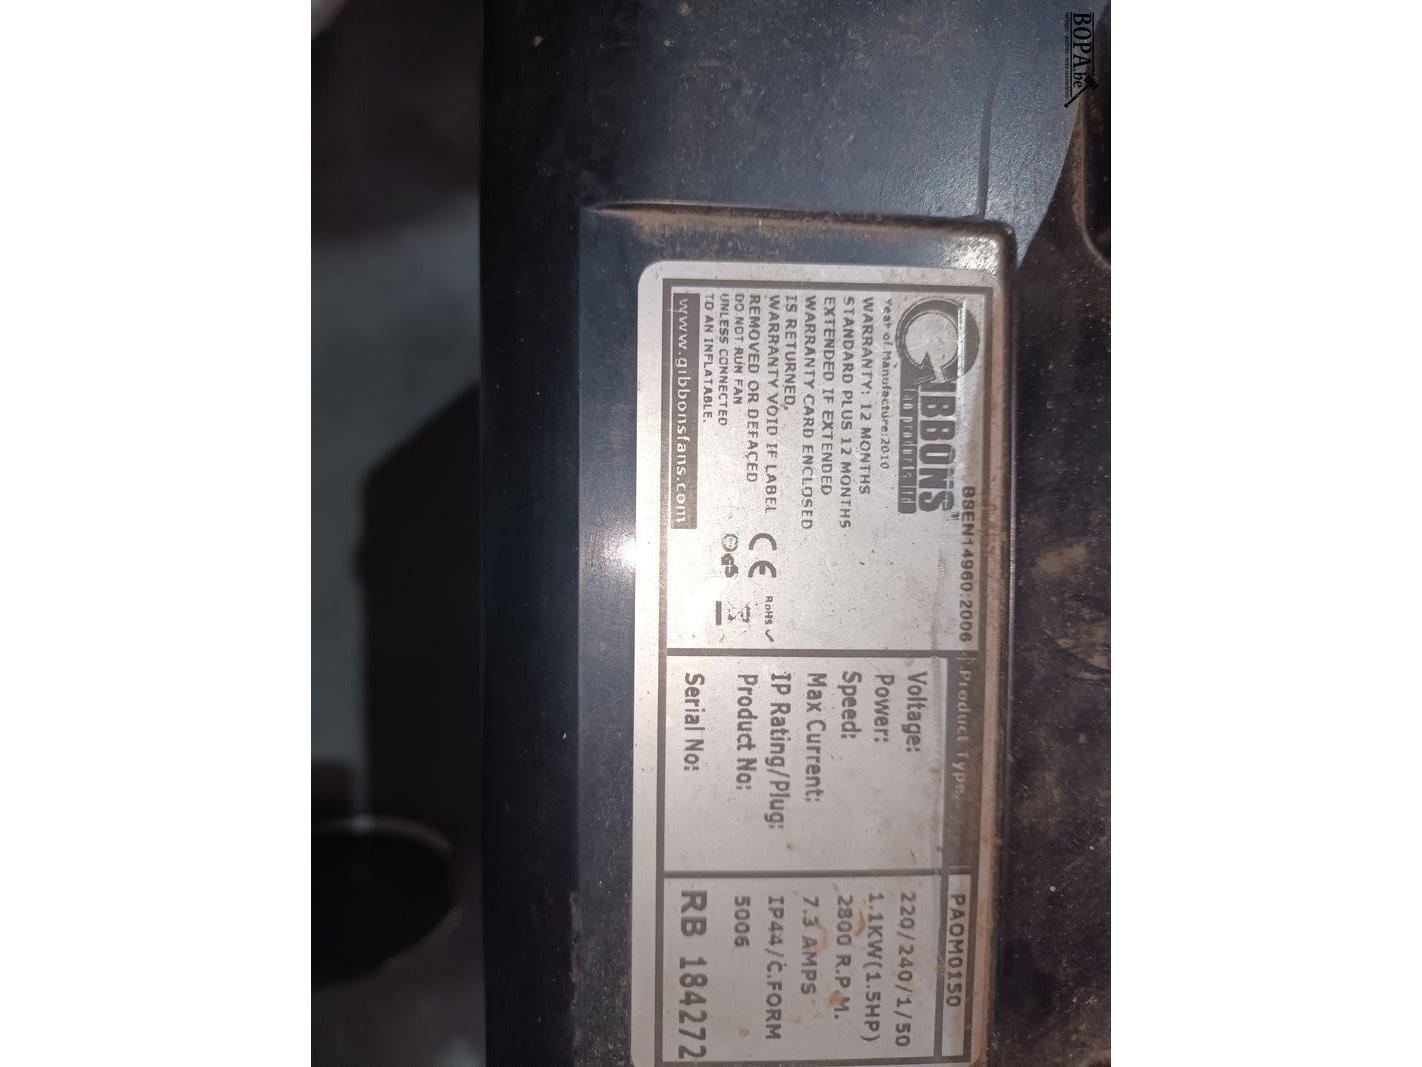 BOPA.be
GIBBONS™
fan products ltd
BSEN14960:2006
Year of Manufacture: 2010
WARRANTY: 12 MONTHS
STANDARD PLUS 12 MONTHS
EXTENDED IF EXTENDED
WARRANTY CARD ENCLOSED
IS RETURNED,
WARRANTY VOID IF LABEL
REMOVED OR DEFACED
DO NOT RUN FAN
UNLESS CONNECTED
TO AN INFLATABLE.
www.gibbonsfans.com
CE
RoHS ✓
GS
Product Type: PAOM0150
Voltage: 220/240/1/50
Power: 1.1KW(1.5HP)
Speed: 2800 R.P.M.
Max Current: 7.3 AMPS
IP Rating/Plug: IP44/C.FORM
Product No: 5006
Serial No: RB 184272